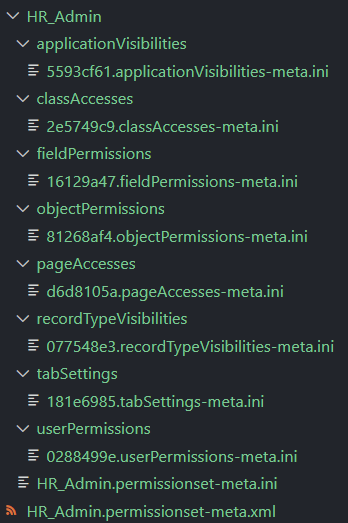 HR_Admin
applicationVisibilities
5593cf61.applicationVisibilities-meta.ini
classAccesses
2e5749c9.classAccesses-meta.ini
fieldPermissions
16129a47.fieldPermissions-meta.ini
objectPermissions
81268af4.objectPermissions-meta.ini
pageAccesses
d6d8105a.pageAccesses-meta.ini
recordTypeVisibilities
077548e3.recordTypeVisibilities-meta.ini
tabSettings
181e6985.tabSettings-meta.ini
userPermissions
0288499e.userPermissions-meta.ini
HR_Admin.permissionset-meta.ini
HR_Admin.permissionset-meta.xml